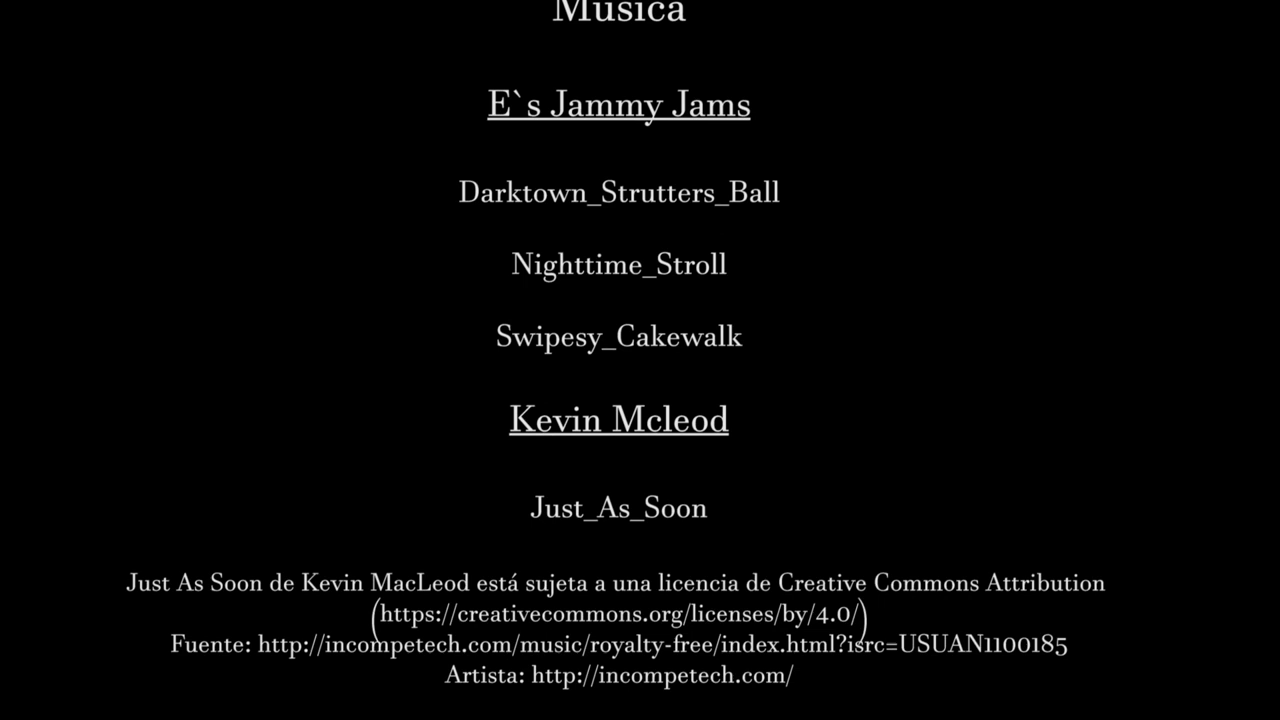 Musica
E`s Jammy Jams
Darktown_Strutters_Ball
Nighttime_Stroll
Swipesy_Cakewalk
Kevin Mcleod
Just_As_Soon
Just As Soon de Kevin MacLeod está sujeta a una licencia de Creative Commons Attribution
(https://creativecommons.org/licenses/by/4.0/)
Fuente: http://incompetech.com/music/royalty-free/index.html?isrc=USUAN1100185
Artista: http://incompetech.com/